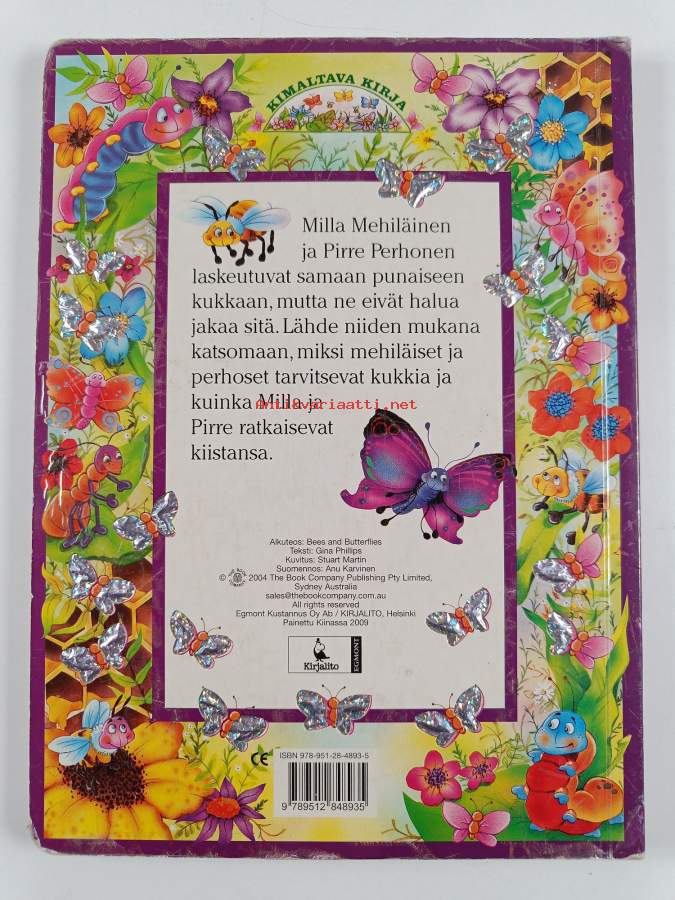 KIMALTAVA KIRJA
Milla Mehiläinen
ja Pirre Perhonen
laskeutuvat samaan punaiseen
kukkaan, mutta ne eivät halua
jakaa sitä. Lähde niiden mukana
katsomaan, miksi mehiläiset ja
perhoset tarvitsevat kukkia ja
kuinka Milla ja
antikvariaatti.net
Pirre ratkaisevat
kiistansa.
Alkuteos: Bees and Butterflies
Teksti: Gina Phillips
Kuvitus: Stuart Martin
Suomennos: Anu Karvinen
© 2004 The Book Company Publishing Pty Limited,
Sydney Australia
sales@thebookcompany.com.au
All rights reserved
Egmont Kustannus Oy Ab / KIRJALITO, Helsinki
Painettu Kiinassa 2009
Kirjalito
EGMONT
CE
ISBN 978-951-28-4893-5
9 789512 848935